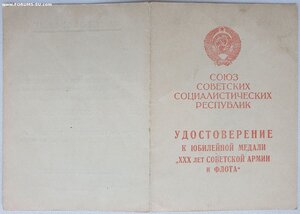 www.FORUMS-SU.com
СОЮЗ
СОВЕТСКИХ
СОЦИАЛИСТИЧЕСКИХ
РЕСПУБЛИК
УДОСТОВЕРЕНИЕ
К ЮБИЛЕЙНОЙ МЕДАЛИ
„XXX ЛЕТ СОВЕТСКОЙ АРМИИ
И ФЛОТА“